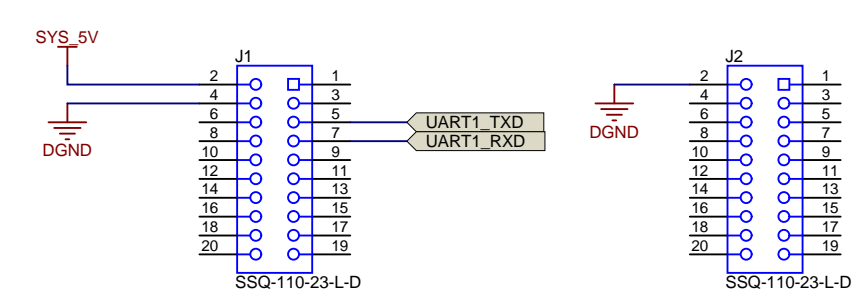 SYS_5V
J1
J2
2 1
2 1
4 3
4 3
6 5 UART1_TXD
6 5
8 7 UART1_RXD
8 7
DGND
DGND
10 9
10 9
12 11
12 11
14 13
14 13
16 15
16 15
18 17
18 17
20 19
20 19
SSQ-110-23-L-D
SSQ-110-23-L-D